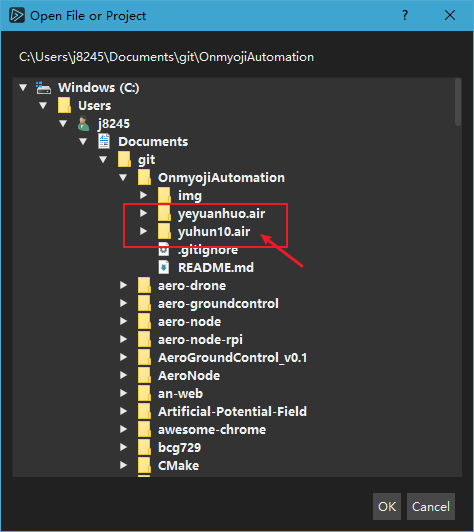 Open File or Project
?
C:\Users\j8245\Documents\git\OnmyojiAutomation
Windows (C:)
Users
j8245
Documents
git
OnmyojiAutomation
img
yeyuanhuo.air
yuhun10.air
.gitignore
README.md
aero-drone
aero-groundcontrol
aero-node
aero-node-rpi
AeroGroundControl_v0.1
AeroNode
an-web
Artificial-Potential-Field
awesome-chrome
bcg729
CMake
OK Cancel